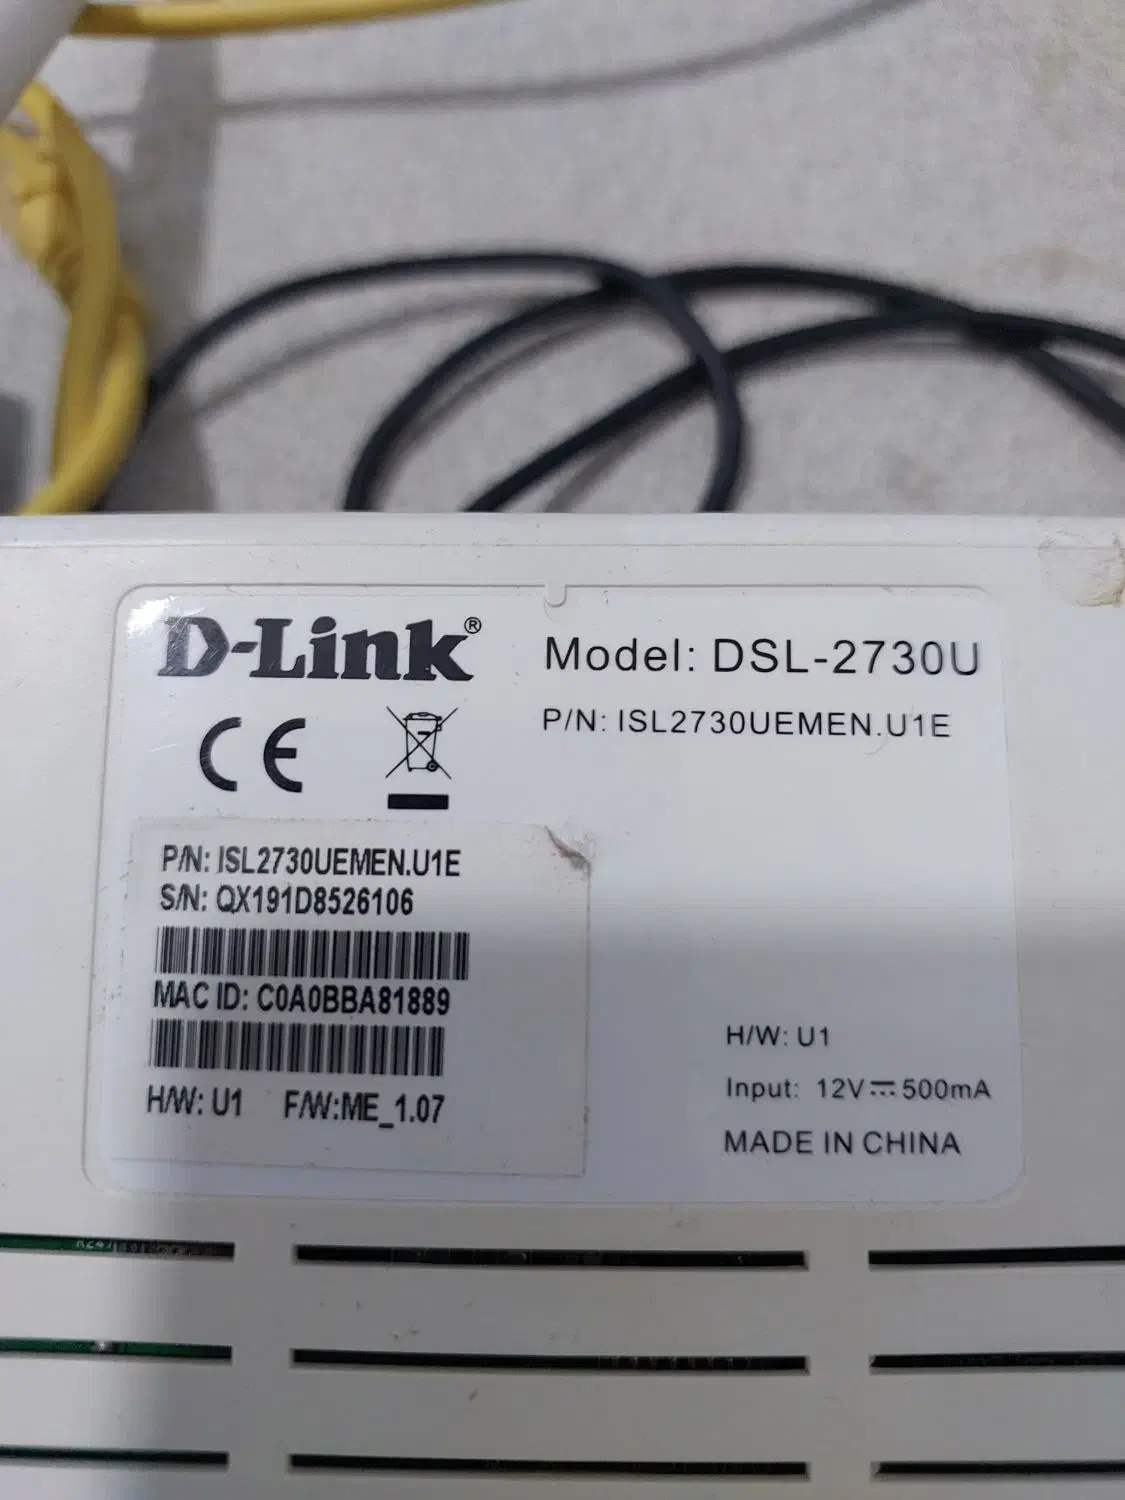 D-Link®
Model: DSL-2730U
P/N: ISL2730UEMEN.U1E
CE
P/N: ISL2730UEMEN.U1E
S/N: QX191D8526106
MAC ID: C0A0BBA81889
H/W: U1 F/W:ME_1.07
H/W: U1
Input: 12V⎓500mA
MADE IN CHINA